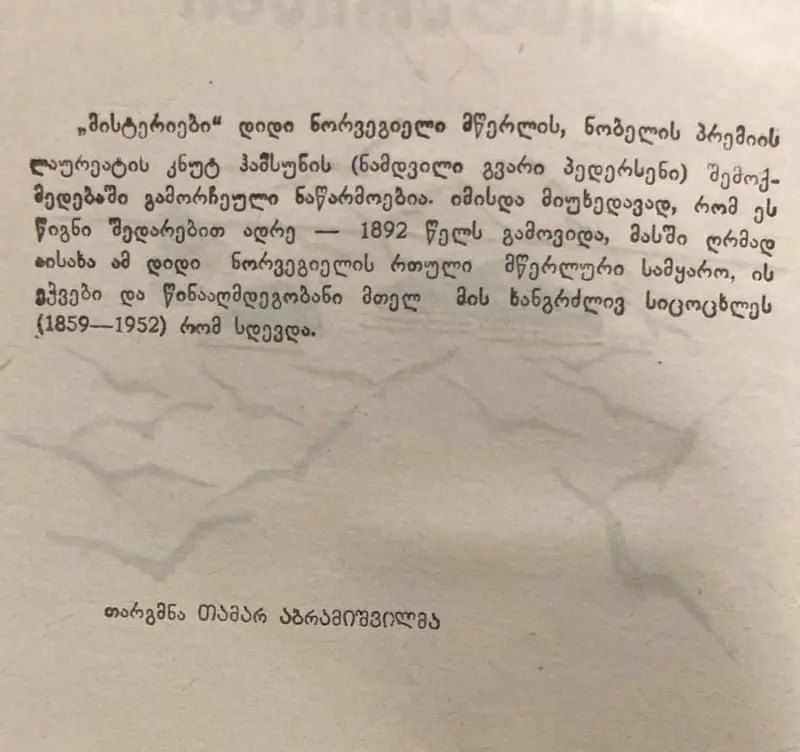 „მისტერიები“ დიდი ნორვეგიელი მწერლის, ნობელის პრემიის
ლაურეატის კნუტ ჰამსუნის (ნამდვილი გვარი პედერსენი) შემოქ-
მედებაში გამორჩეული ნაწარმოებია. იმისდა მიუხედავად, რომ ეს
წიგნი შედარებით ადრე — 1892 წელს გამოვიდა, მასში ღრმად
აისახა ამ დიდი ნორვეგიელის რთული მწერლური სამყარო, ის
ეჭვები და წინააღმდეგობანი მთელ მის ხანგრძლივ სიცოცხლეს
(1859—1952) რომ სდევდა.
თარგმნა თამარ აბრამიშვილმა